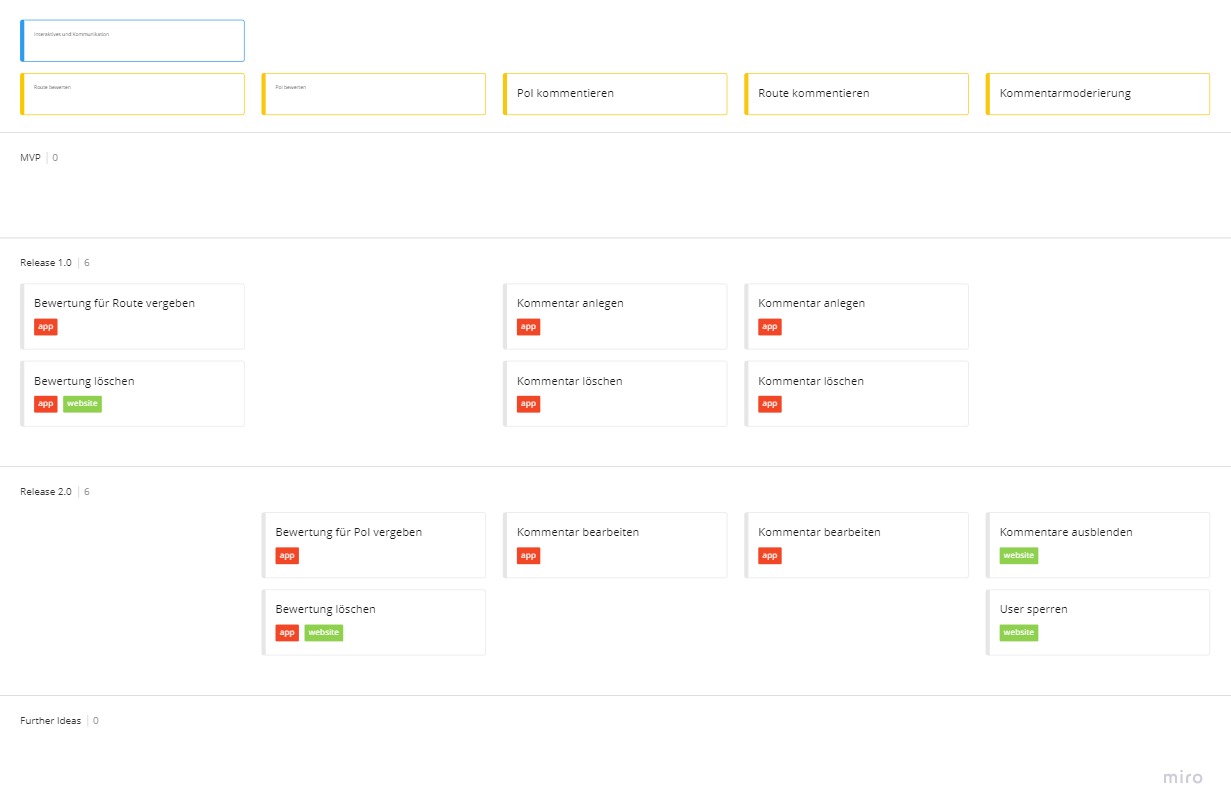 Interaktives und Kommunikation
Route bewerten
PoI bewerten
PoI kommentieren
Route kommentieren
Kommentarmoderierung
MVP | 0
Release 1.0 | 6
Bewertung für Route vergeben
app
Kommentar anlegen
app
Kommentar anlegen
app
Bewertung löschen
app website
Kommentar löschen
app
Kommentar löschen
app
Release 2.0 | 6
Bewertung für PoI vergeben
app
Kommentar bearbeiten
app
Kommentar bearbeiten
app
Kommentare ausblenden
website
Bewertung löschen
app website
User sperren
website
Further Ideas | 0
miro